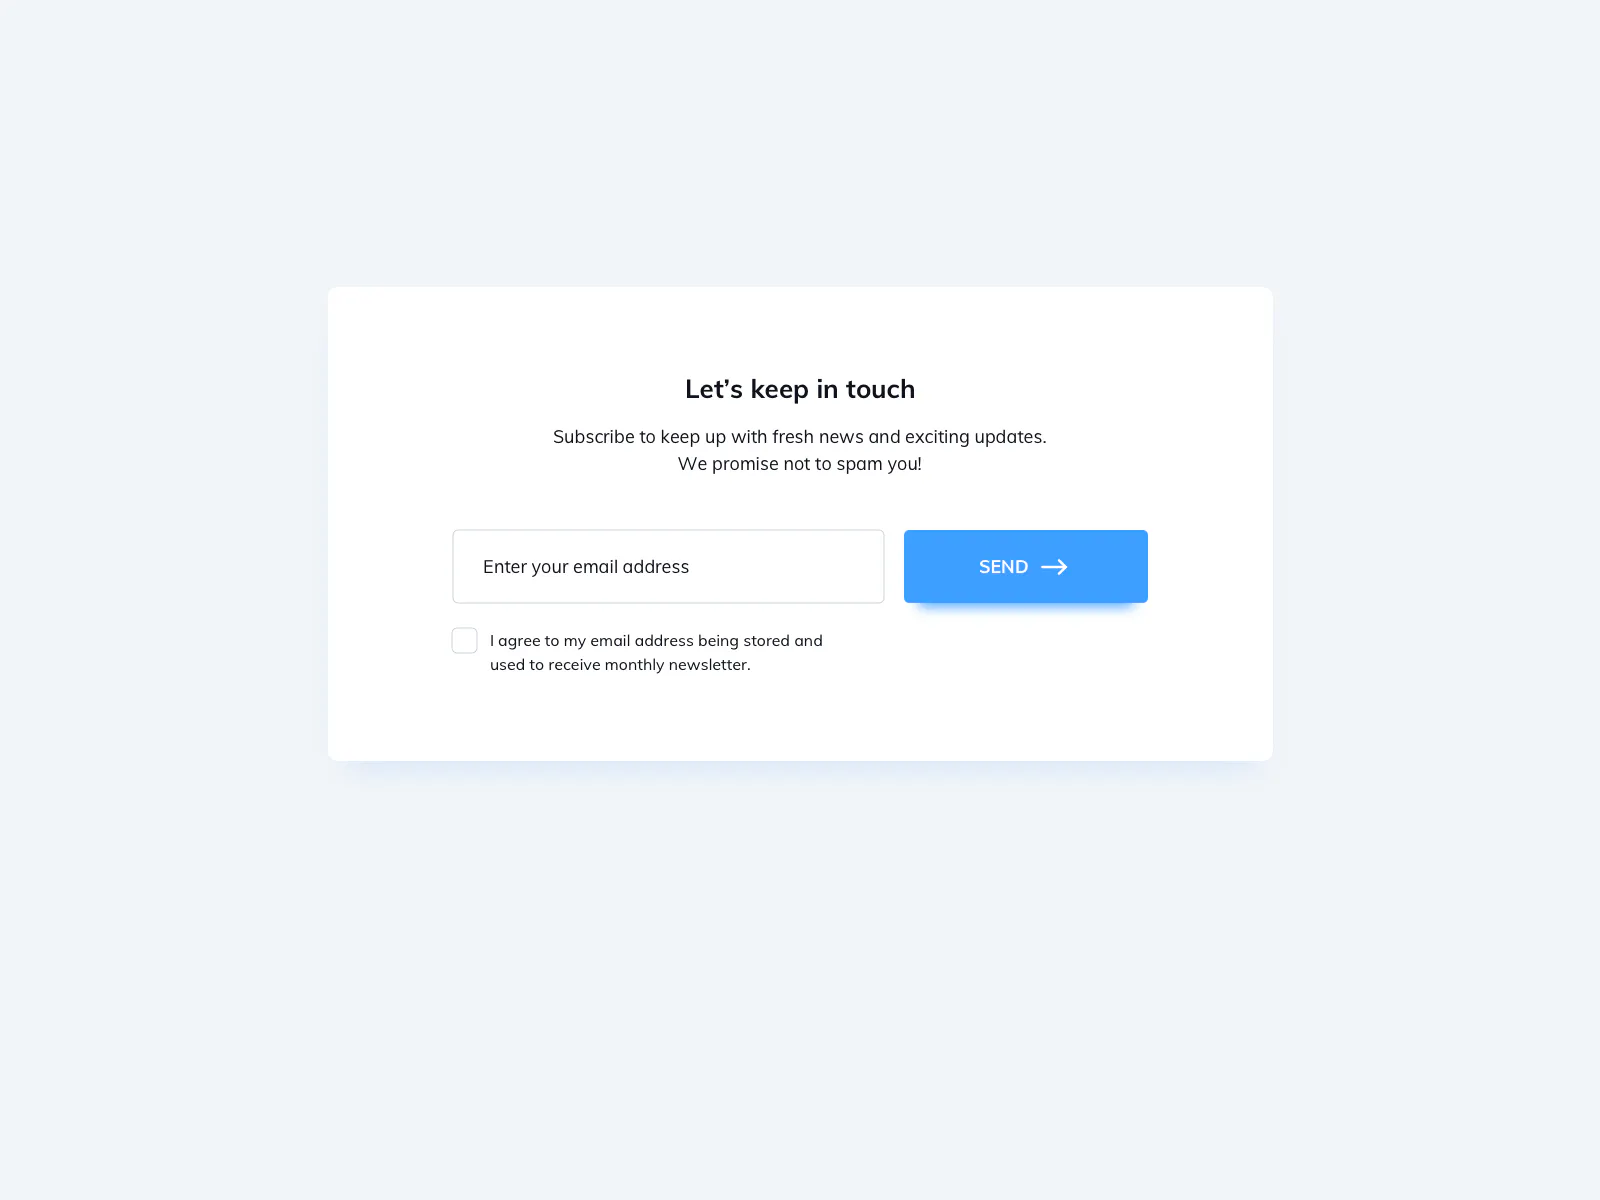 Let’s keep in touch
Subscribe to keep up with fresh news and exciting updates.
We promise not to spam you!
Enter your email address
SEND
I agree to my email address being stored and
used to receive monthly newsletter.